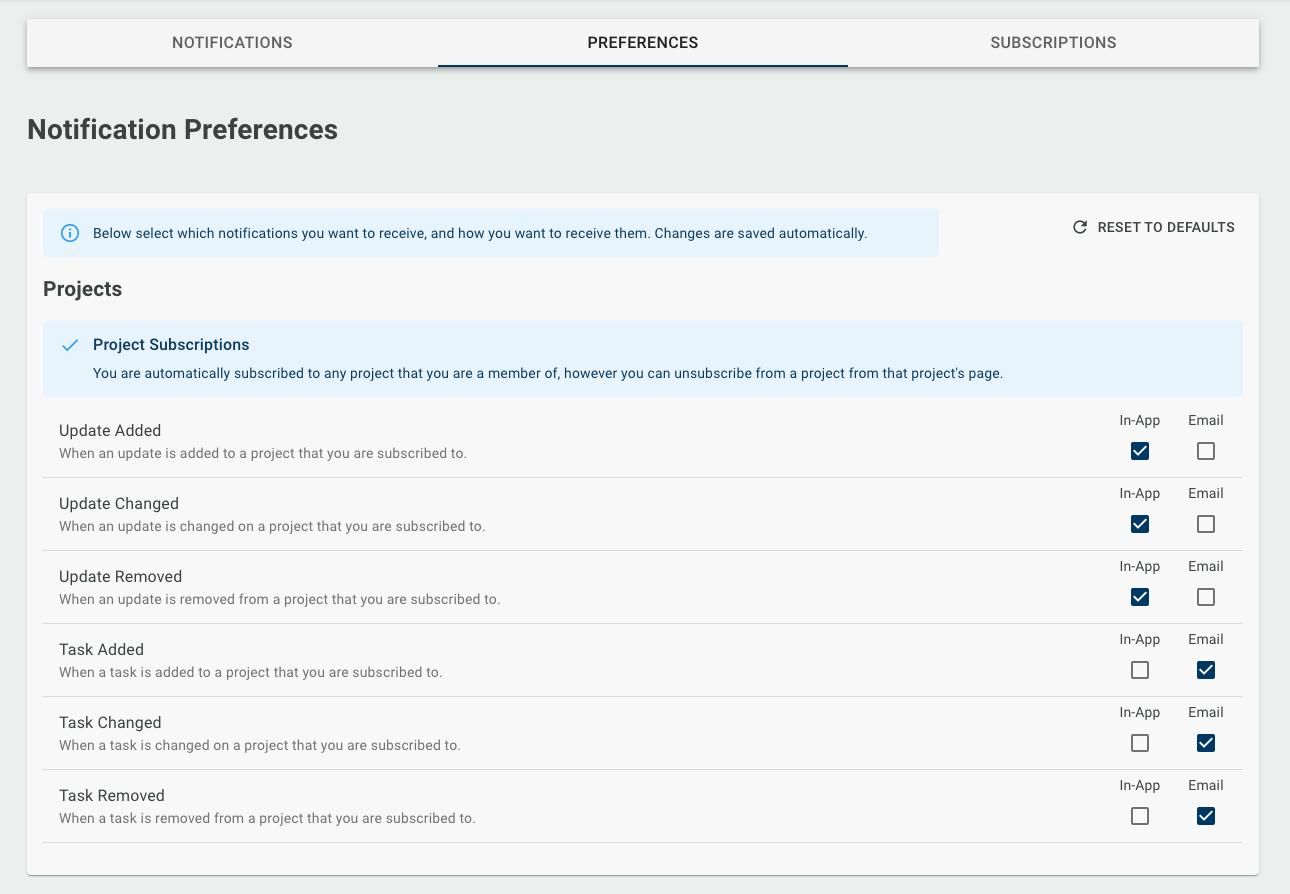 NOTIFICATIONS PREFERENCES SUBSCRIPTIONS
Notification Preferences
Below select which notifications you want to receive, and how you want to receive them. Changes are saved automatically.
RESET TO DEFAULTS
Projects
Project Subscriptions
You are automatically subscribed to any project that you are a member of, however you can unsubscribe from a project from that project's page.
In-App Email
Update Added
When an update is added to a project that you are subscribed to.
In-App Email
Update Changed
When an update is changed on a project that you are subscribed to.
In-App Email
Update Removed
When an update is removed from a project that you are subscribed to.
In-App Email
Task Added
When a task is added to a project that you are subscribed to.
In-App Email
Task Changed
When a task is changed on a project that you are subscribed to.
In-App Email
Task Removed
When a task is removed from a project that you are subscribed to.